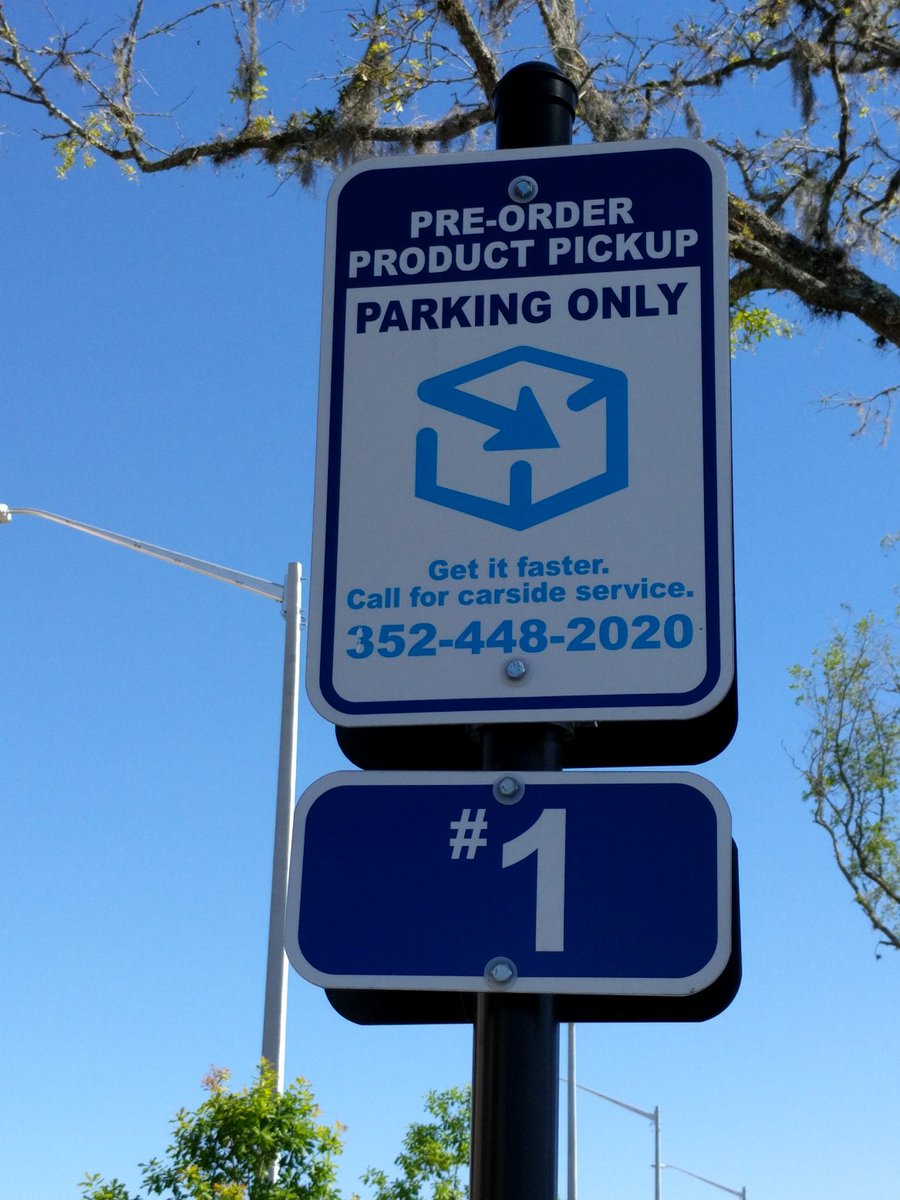 PRE-ORDER
PRODUCT PICKUP
PARKING ONLY
Get it faster.
Call for carside service.
352-448-2020
#1